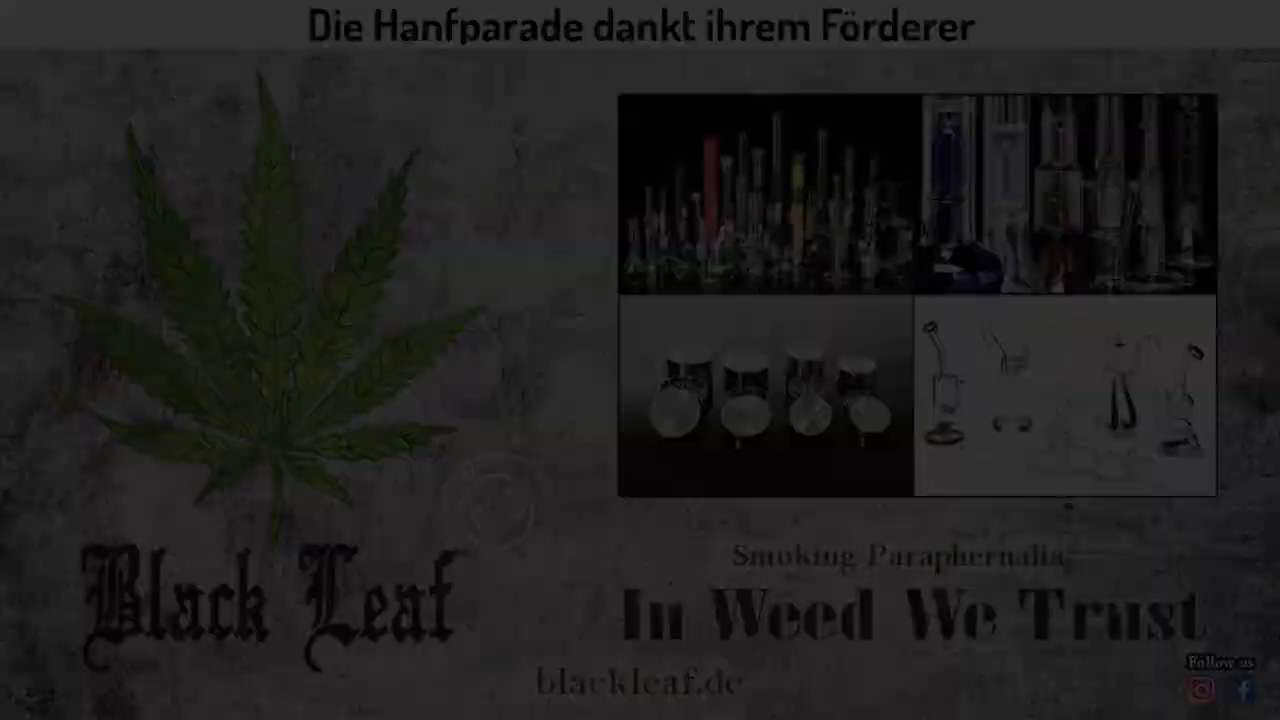 Die Hanfparade dankt ihrem Förderer
Black Leaf
Smoking Paraphernalia
In Weed We Trust
blackleaf.de
Follow us